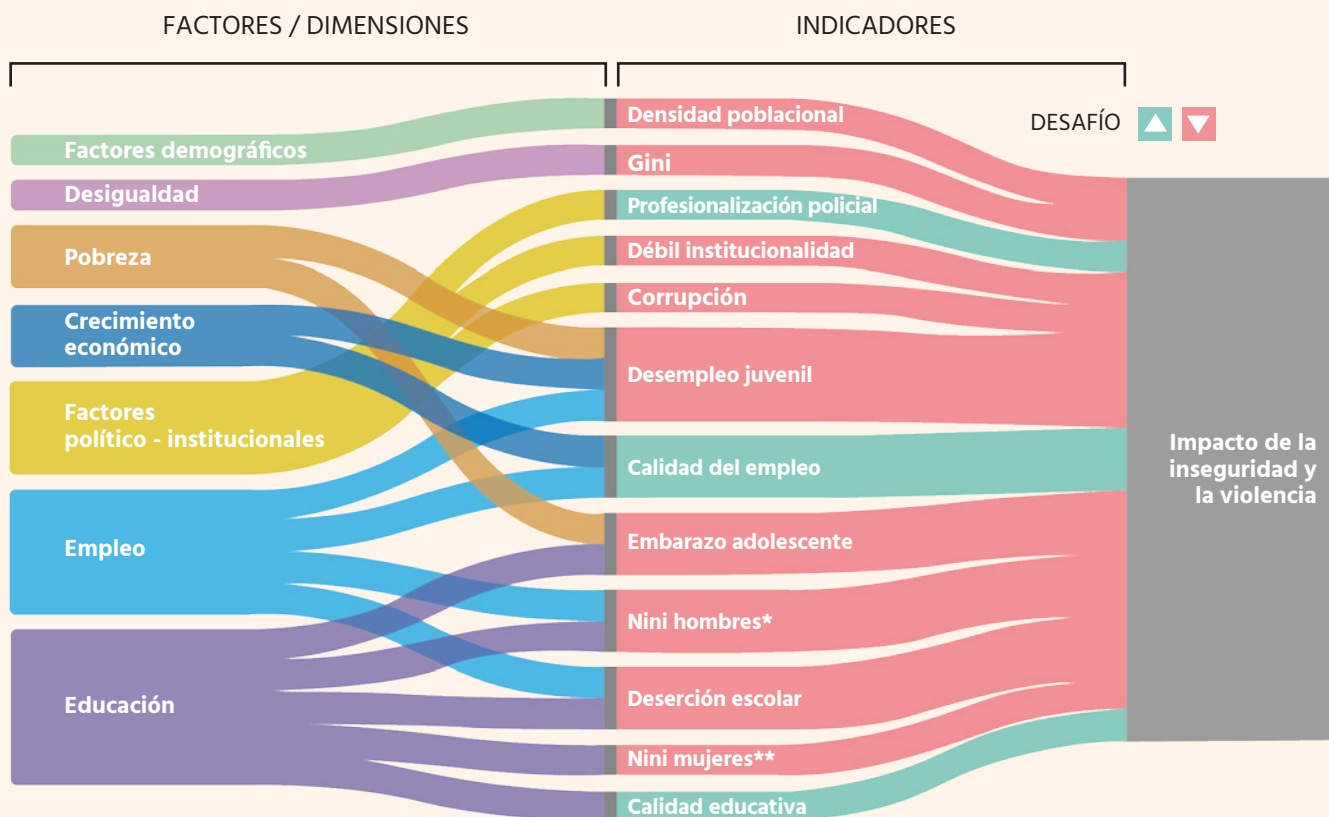 FACTORES / DIMENSIONES
INDICADORES
DESAFÍO
Factores demográficos
Desigualdad
Pobreza
Crecimiento
económico
Factores
político - institucionales
Empleo
Educación
Densidad poblacional
Gini
Profesionalización policial
Débil institucionalidad
Corrupción
Desempleo juvenil
Calidad del empleo
Embarazo adolescente
Nini hombres*
Deserción escolar
Nini mujeres**
Calidad educativa
Impacto de la
inseguridad y
la violencia